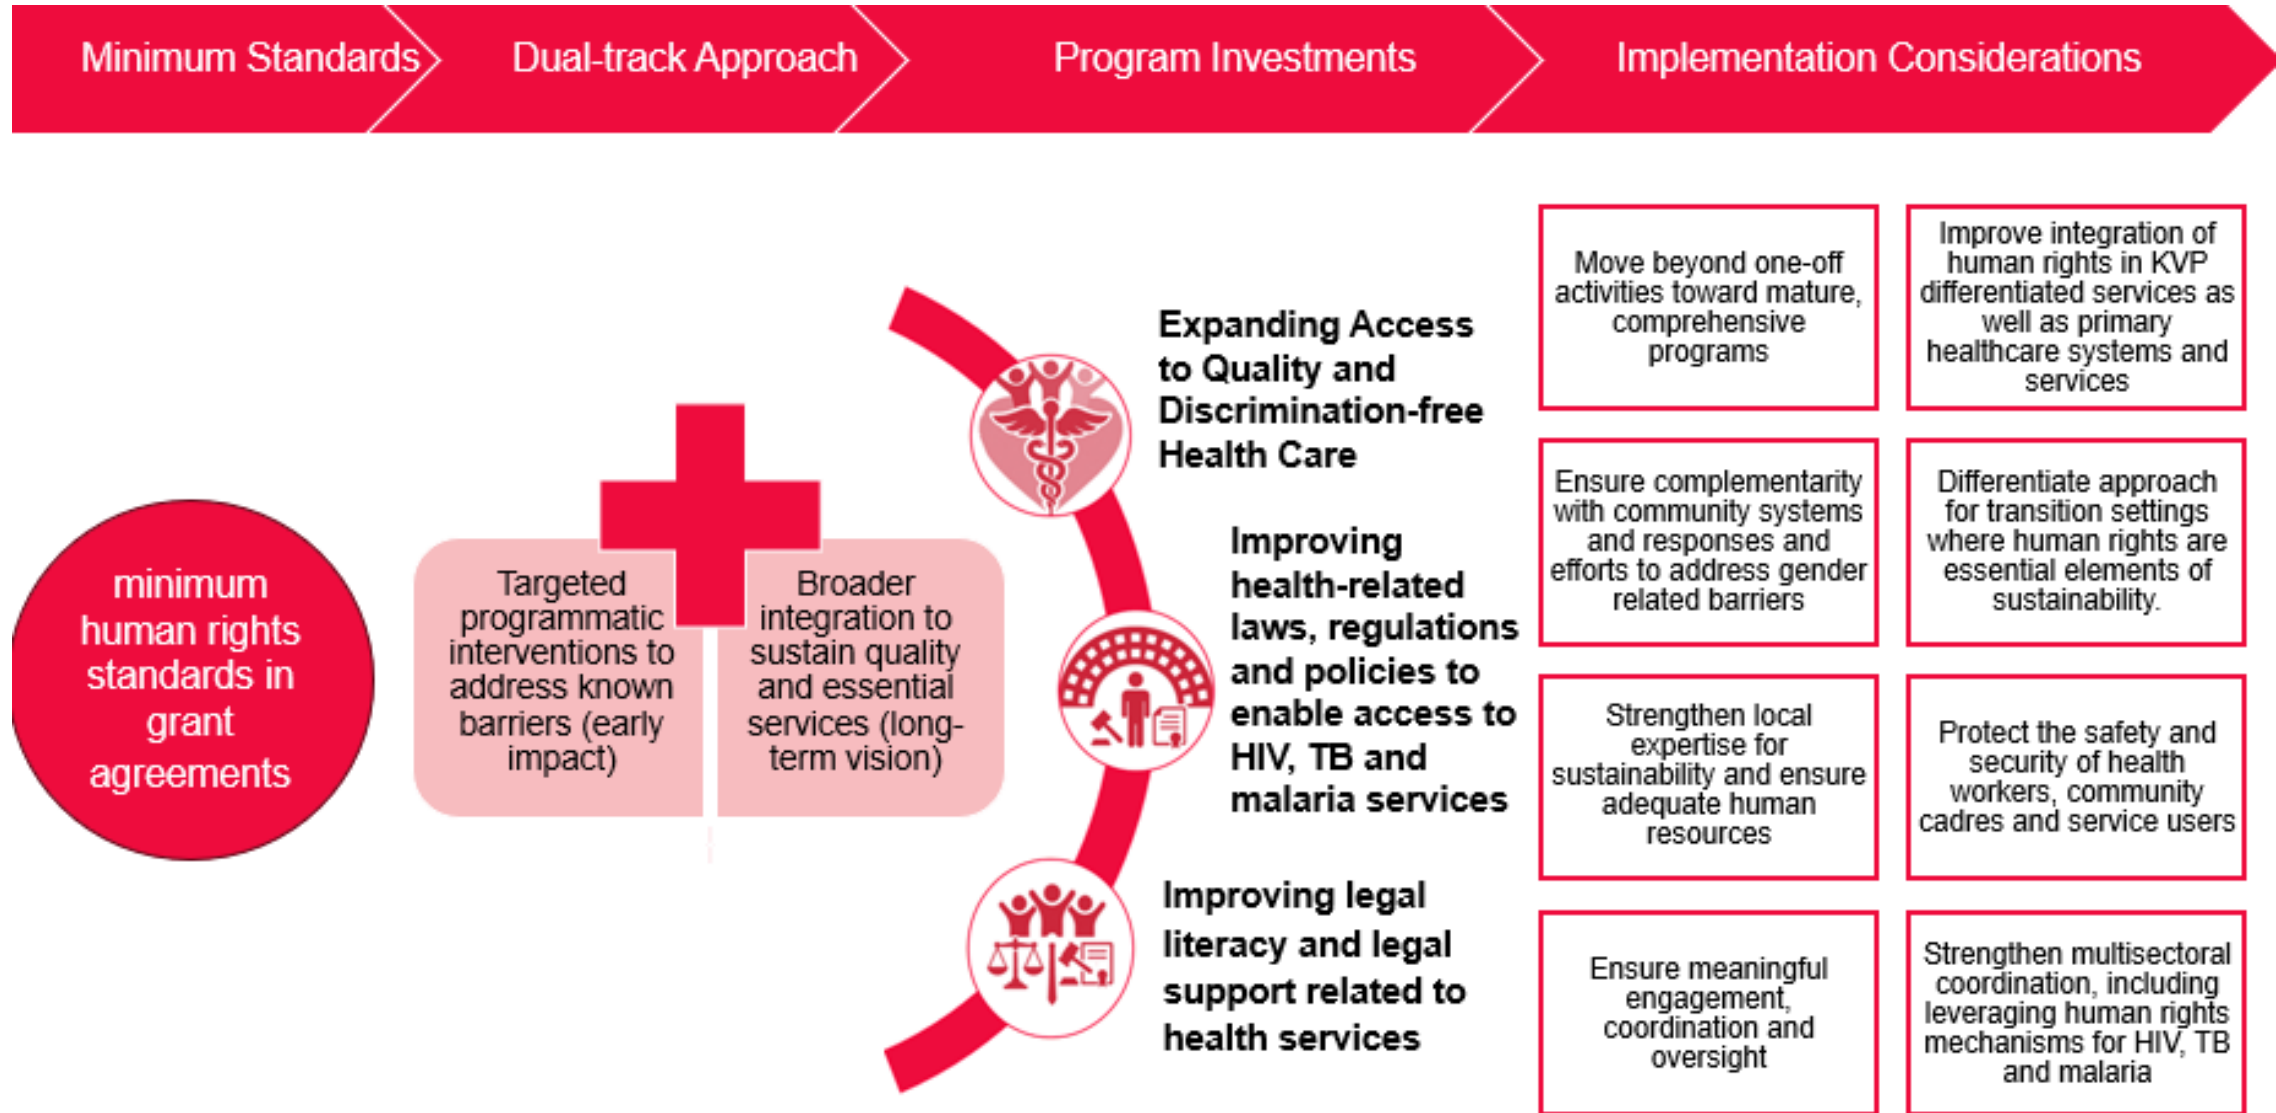 Minimum Standards
Dual-track Approach
Program Investments
Implementation Considerations
minimum
human rights
standards in
grant
agreements
Targeted
programmatic
interventions to
address known
barriers (early
impact)
Broader
integration to
sustain quality
and essential
services (long-
term vision)
Expanding Access
to Quality and
Discrimination-free
Health Care
Improving
health-related
laws, regulations
and policies to
enable access to
HIV, TB and
malaria services
Improving legal
literacy and legal
support related to
health services
Move beyond one-off
activities toward mature,
comprehensive
programs
Improve integration of
human rights in KVP
differentiated services as
well as primary
healthcare systems and
services
Ensure complementarity
with community systems
and responses and
efforts to address gender
related barriers
Differentiate approach
for transition settings
where human rights are
essential elements of
sustainability.
Strengthen local
expertise for
sustainability and ensure
adequate human
resources
Protect the safety and
security of health
workers, community
cadres and service users
Ensure meaningful
engagement,
coordination and
oversight
Strengthen multisectoral
coordination, including
leveraging human rights
mechanisms for HIV, TB
and malaria